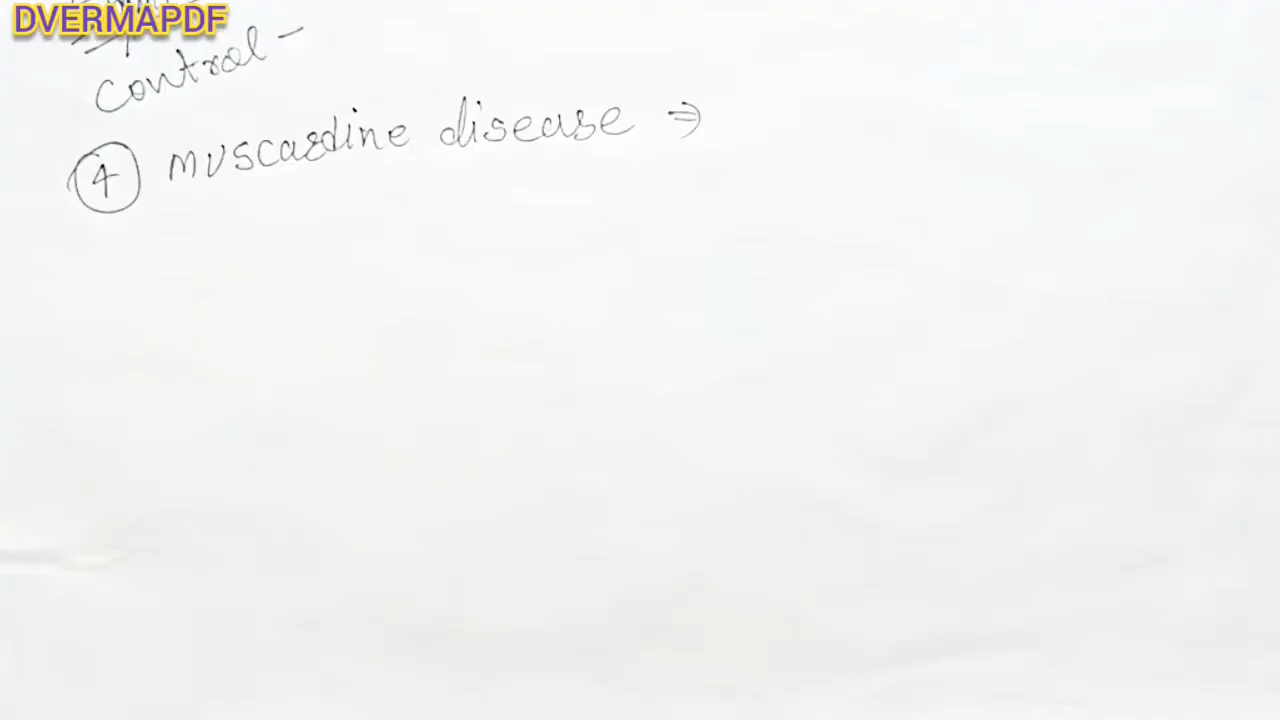 DVERMAPDF
Control -
④ muscardine disease ⇒